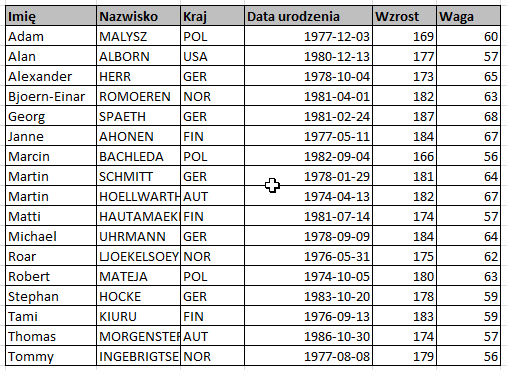 Imię Nazwisko Kraj Data urodzenia Wzrost Waga
Adam MALYSZ POL 1977-12-03 169 60
Alan ALBORN USA 1980-12-13 177 57
Alexander HERR GER 1978-10-04 173 65
Bjoern-Einar ROMOEREN NOR 1981-04-01 182 63
Georg SPAETH GER 1981-02-24 187 68
Janne AHONEN FIN 1977-05-11 184 67
Marcin BACHLEDA POL 1982-09-04 166 56
Martin SCHMITT GER 1978-01-29 181 64
Martin HOELLWARTH AUT 1974-04-13 182 67
Matti HAUTAMAEKI FIN 1981-07-14 174 57
Michael UHRMANN GER 1978-09-09 184 64
Roar LJOEKELSOEY NOR 1976-05-31 175 62
Robert MATEJA POL 1974-10-05 180 63
Stephan HOCKE GER 1983-10-20 178 59
Tami KIURU FIN 1976-09-13 183 59
Thomas MORGENSTE AUT 1986-10-30 174 57
Tommy INGEBRIGTSE NOR 1977-08-08 179 56